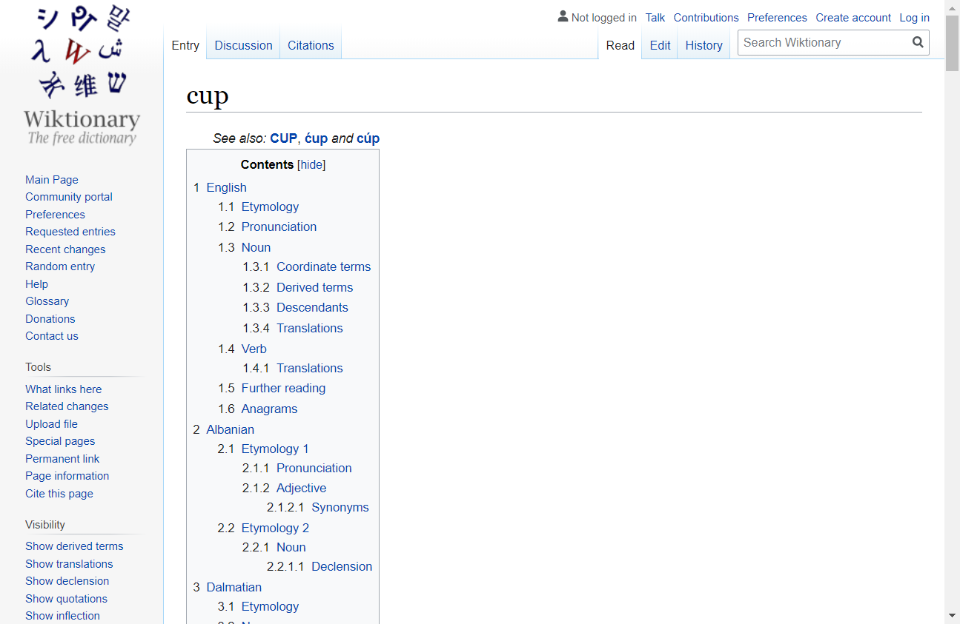 Not logged in Talk Contributions Preferences Create account Log in
Entry Discussion Citations Read Edit History Search Wiktionary
Wiktionary
The free dictionary
Main Page
Community portal
Preferences
Requested entries
Recent changes
Random entry
Help
Glossary
Donations
Contact us
Tools
What links here
Related changes
Upload file
Special pages
Permanent link
Page information
Cite this page
Visibility
Show derived terms
Show translations
Show declension
Show quotations
Show inflection
cup
See also: CUP, ćup and cúp
Contents [hide]
1 English
1.1 Etymology
1.2 Pronunciation
1.3 Noun
1.3.1 Coordinate terms
1.3.2 Derived terms
1.3.3 Descendants
1.3.4 Translations
1.4 Verb
1.4.1 Translations
1.5 Further reading
1.6 Anagrams
2 Albanian
2.1 Etymology 1
2.1.1 Pronunciation
2.1.2 Adjective
2.1.2.1 Synonyms
2.2 Etymology 2
2.2.1 Noun
2.2.1.1 Declension
3 Dalmatian
3.1 Etymology